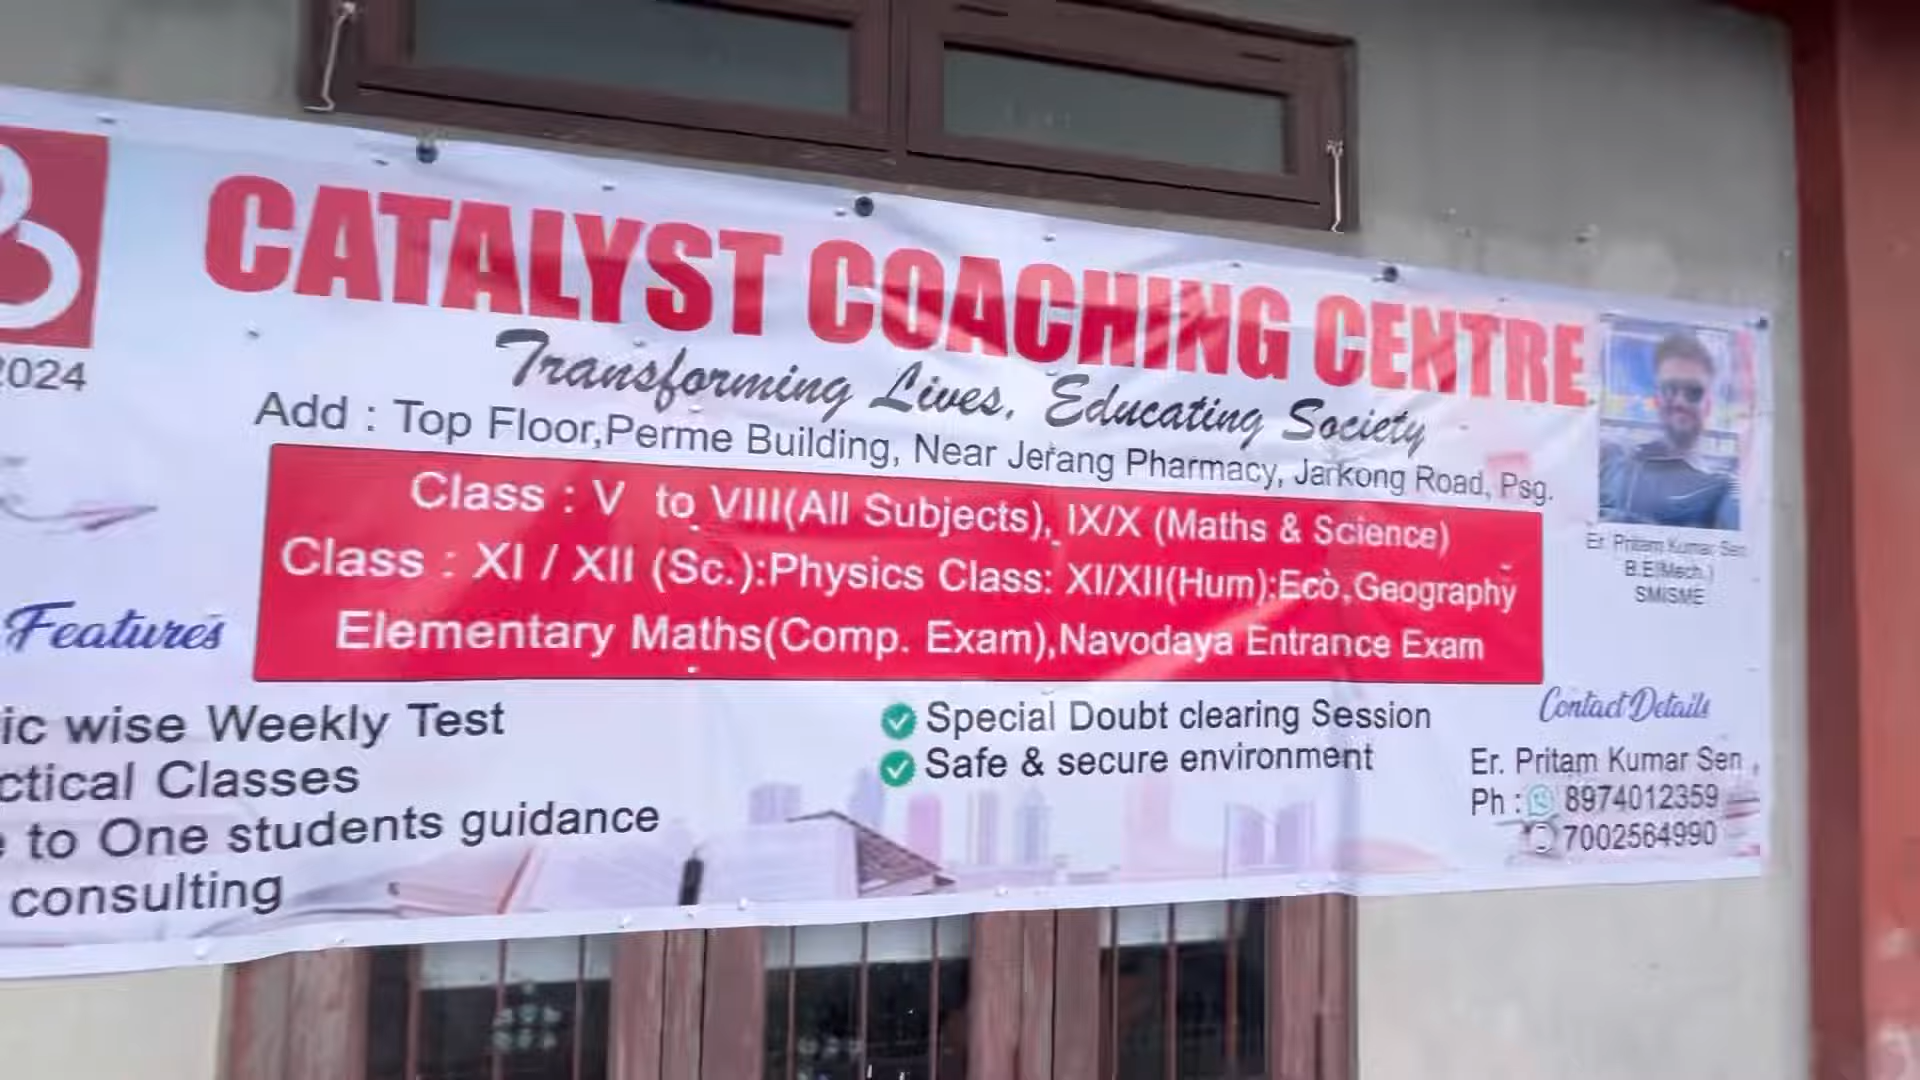 CATALYST COACHING CENTRE
2024
Transforming Lives, Educating Society
Add : Top Floor,Perme Building, Near Jerang Pharmacy, Jarkong Road, Psg.
Class : V to VIII(All Subjects), IX/X (Maths & Science)
Class : XI / XII (Sc.):Physics Class: XI/XII(Hum):Eco,Geography
Elementary Maths(Comp. Exam),Navodaya Entrance Exam
Er. Pritam Kumar Sen
B.E(Mech.)
Features
wise Weekly Test
Classes
to One students guidance
consulting
Special Doubt clearing Session
Safe & secure environment
Contact Details
Er. Pritam Kumar Sen
Ph : 8974012359
7002564990